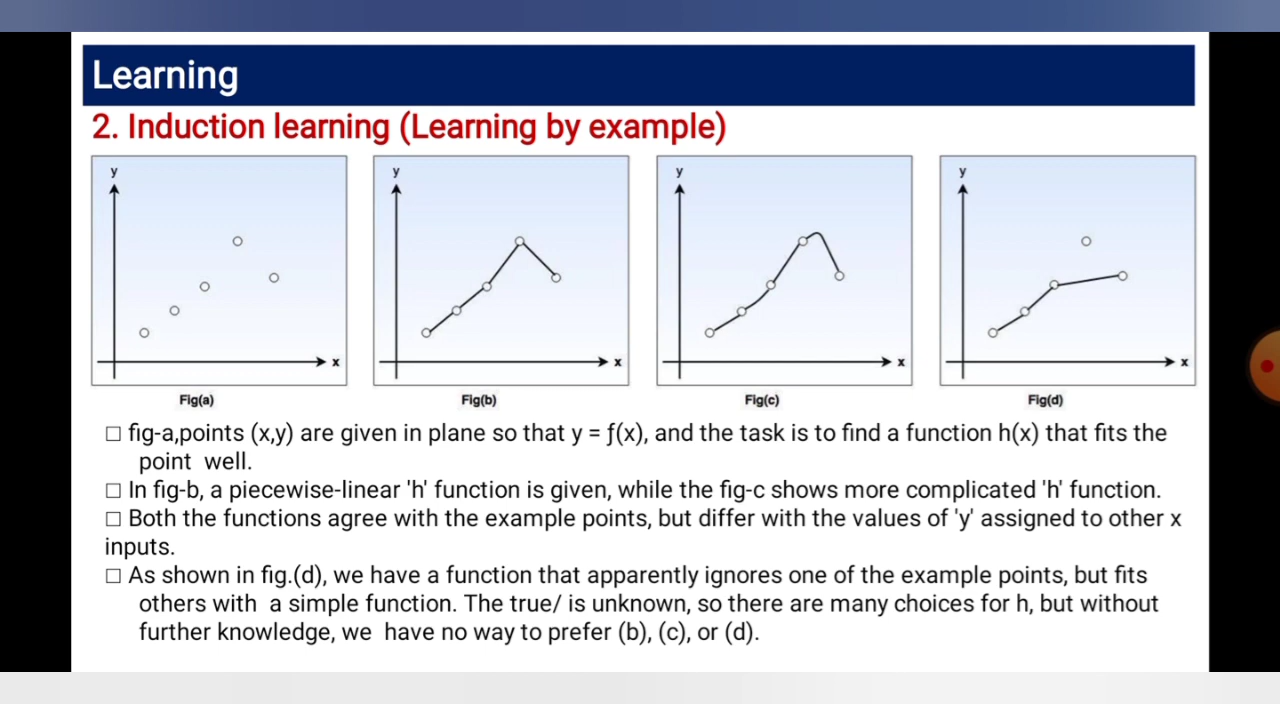 Learning
2. Induction learning (Learning by example)
y
x
y
x
y
x
y
x
Fig(a)
Fig(b)
Fig(c)
Fig(d)
□ fig-a,points (x,y) are given in plane so that y = ƒ(x), and the task is to find a function h(x) that fits the
point well.
□ In fig-b, a piecewise-linear 'h' function is given, while the fig-c shows more complicated 'h' function.
□ Both the functions agree with the example points, but differ with the values of 'y' assigned to other x
inputs.
□ As shown in fig.(d), we have a function that apparently ignores one of the example points, but fits
others with a simple function. The true/ is unknown, so there are many choices for h, but without
further knowledge, we have no way to prefer (b), (c), or (d).